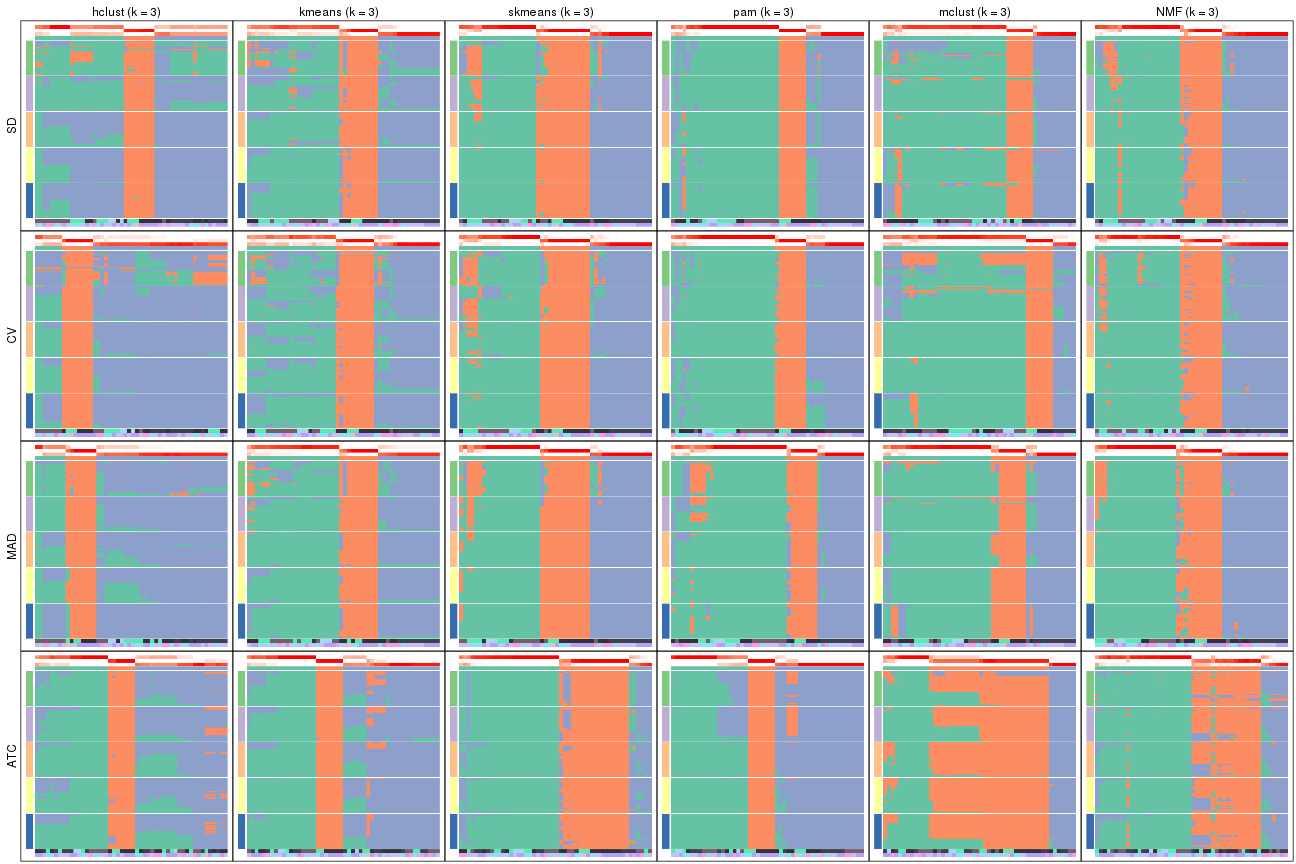 hclust (k = 3)
kmeans (k = 3)
skmeans (k = 3)
pam (k = 3)
mclust (k = 3)
NMF (k = 3)
SD
CV
MAD
ATC